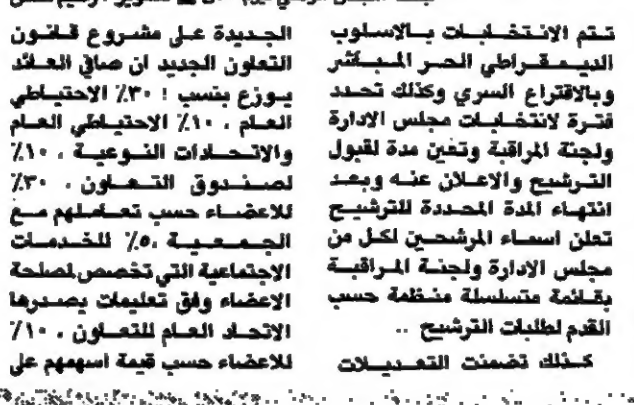 تتم الانتخابات بالاسلوب
الديمقراطي الحر المباشر
وبالاقتراع السري وكذلك تحدد
فترة لانتخابات مجلس الادارة
ولجنة المراقبة وتعين مدة لقبول
الترشيح والاعلان عنه وبعد
انتهاء المدة المحددة للترشيح
تعلن اسماء المرشحين لكل من
مجلس الادارة ولجنة المراقبة
بقائمة متسلسلة منظمة حسب
القدم لطلبات الترشيح ..
كذلك تضمنت التعديلات
الجديدة على مشروع قانون
التعاون الجديد ان صافي العائد
يوزع بنسب : ٣٠٪ الاحتياطي
العام ، ١٠٪ الاحتياطي العام
والاتحادات النوعية ، ١٠٪
لصندوق التعاون ، ٣٠٪
للاعضاء حسب تعاملهم مع
الجمعية ،٥٪ للخدمات
الاجتماعية التي تخصص لمصلحة
الاعضاء وفق تعليمات يصدرها
الاتحاد العام للتعاون ، ١٠٪
للاعضاء حسب قيمة اسهمهم على